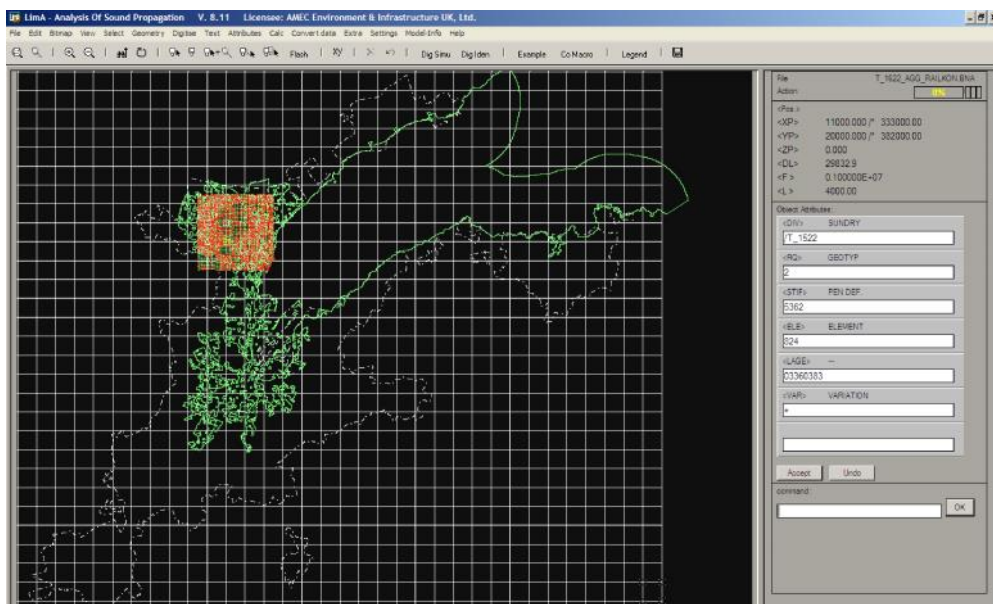 LimA - Analysis Of Sound Propagation V. 8.11 Licensee: AMEC Environment & Infrastructure UK, Ltd.
File Edit Bitmap View Select Geometry Digitise Text Attributes Calc Convert data Extra Settings Model-Info Help
Flash XY Dig Simu Dig Iden Example Co Macro Legend
File T_1622_AGG_RAILKON.BNA
Action: 0%
<Pos.>
<XP> 11000.000 /* 333000.00
<YP> 20000.000 /* 382000.00
<ZP> 0.000
<DL> 29832.9
<F > 0.100000E+07
<L > 4000.00
Object Attributes:
<DIV> SUNDRY
/T_1522
<RQ> GEOTYP
2
<STIF> PEN DEF.
5362
<ELE> ELEMENT
824
<LAGE> ---
03360383
<VAR> VARIATION
Accept Undo
command:
OK